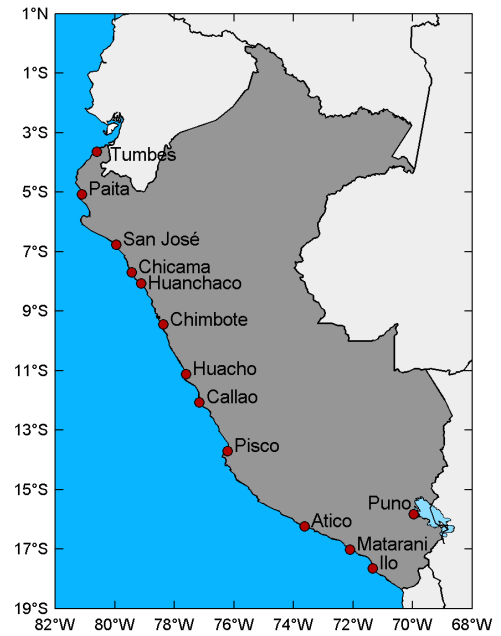 1°N
1°S
3°S
Tumbes
5°S
Paita
7°S
San José
Chicama
Huanchaco
9°S
Chimbote
11°S
Huacho
Callao
13°S
Pisco
15°S
Puno
Atico
17°S
Matarani
Ilo
19°S
82°W 80°W 78°W 76°W 74°W 72°W 70°W 68°W